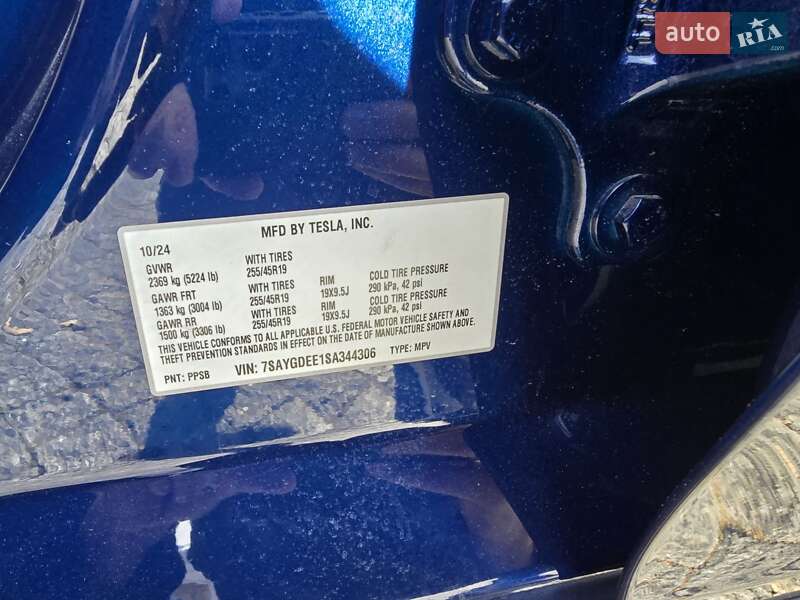 auto RIA.com
MFD BY TESLA, INC.
10/24
GVWR WITH TIRES
2369 kg (5224 lb) 255/45R19 RIM COLD TIRE PRESSURE
GAWR FRT WITH TIRES 19X9.5J 290 kPa, 42 psi
1363 kg (3004 lb) 255/45R19 RIM COLD TIRE PRESSURE
GAWR RR WITH TIRES 19X9.5J 290 kPa, 42 psi
1500 kg (3306 lb) 255/45R19
THIS VEHICLE CONFORMS TO ALL APPLICABLE U.S. FEDERAL MOTOR VEHICLE SAFETY AND
THEFT PREVENTION STANDARDS IN EFFECT ON THE DATE OF MANUFACTURE SHOWN ABOVE.
PNT: PPSB VIN: 7SAYGDEE1SA344306 TYPE: MPV